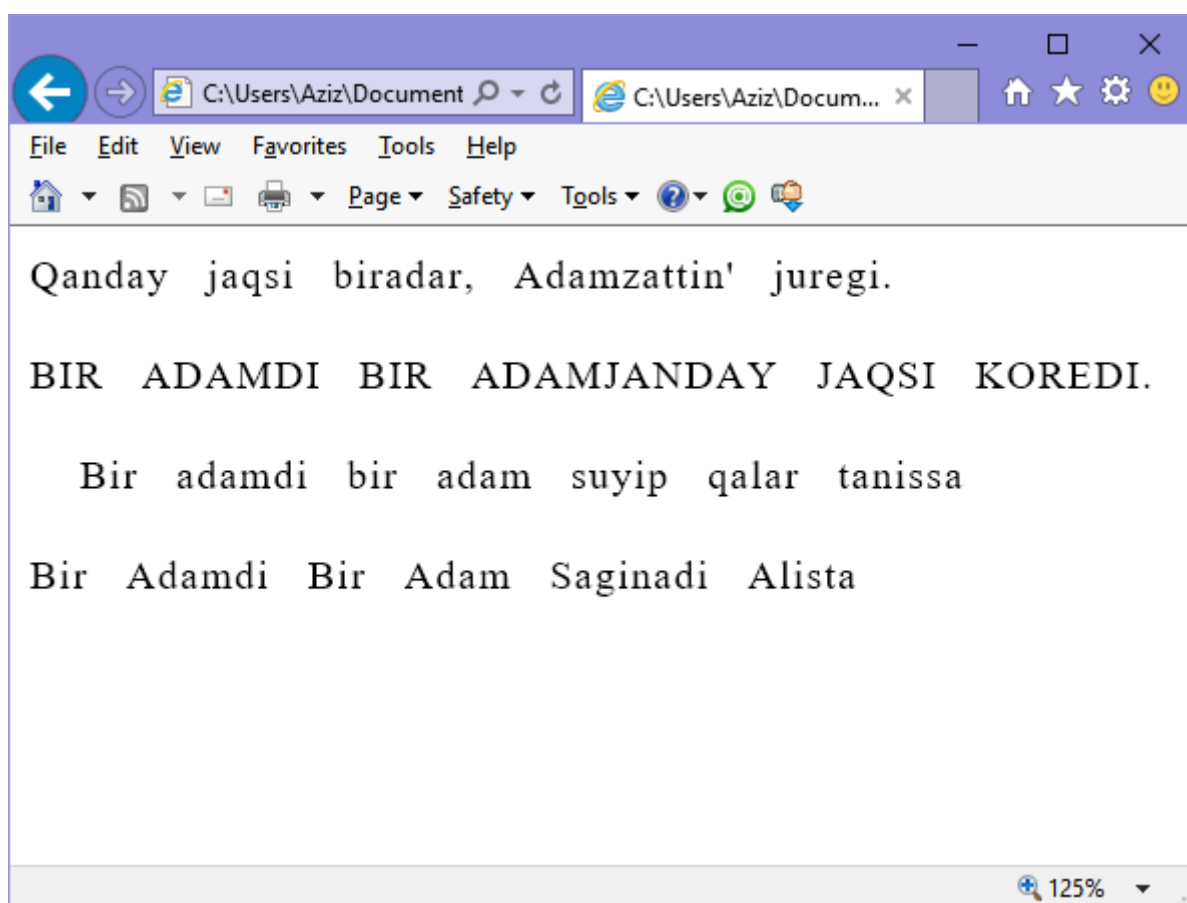 C:\Users\Aziz\Document
C:\Users\Aziz\Docum...
File Edit View Favorites Tools Help
Page Safety Tools
Qanday jaqsi biradar, Adamzattin' juregi.
BIR ADAMDI BIR ADAMJANDAY JAQSI KOREDI.
Bir adamdi bir adam suyip qalar tanissa
Bir Adamdi Bir Adam Saginadi Alista
125%